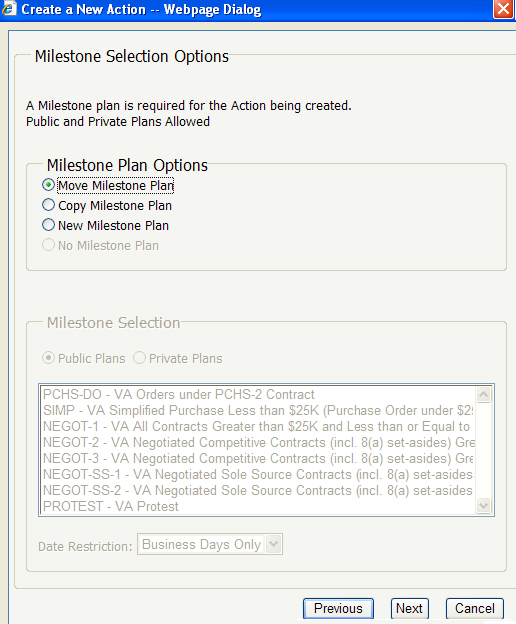 Create a New Action -- Webpage Dialog
Milestone Selection Options
A Milestone plan is required for the Action being created.
Public and Private Plans Allowed
Milestone Plan Options
Move Milestone Plan
Copy Milestone Plan
New Milestone Plan
No Milestone Plan
Milestone Selection
Public Plans Private Plans
PCHS-DO - VA Orders under PCHS-2 Contract
SIMP - VA Simplified Purchase Less than $25K (Purchase Order under $25
NEGOT-1 - VA All Contracts Greater than $25K and Less than or Equal to
NEGOT-2 - VA Negotiated Competitive Contracts (incl. 8(a) set-asides) Gre
NEGOT-3 - VA Negotiated Competitive Contracts (incl. 8(a) set-asides) Gre
NEGOT-SS-1 - VA Negotiated Sole Source Contracts (incl. 8(a) set-asides
NEGOT-SS-2 - VA Negotiated Sole Source Contracts (incl. 8(a) set-asides
PROTEST - VA Protest
Date Restriction: Business Days Only
Previous Next Cancel